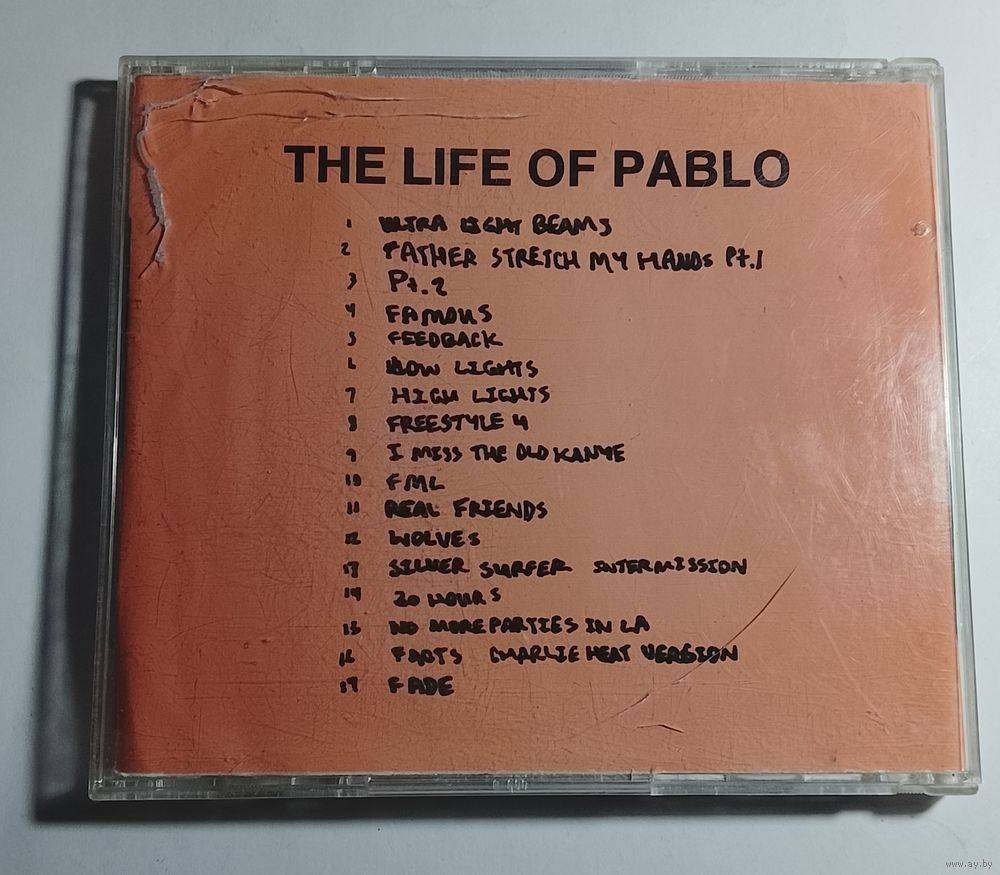 THE LIFE OF PABLO
1 ULTRA LIGHT BEAMS
2 FATHER STRETCH MY HANDS Pt.1
3 Pt.2
4 FAMOUS
5 FEEDBACK
6 LOW LIGHTS
7 HIGH LIGHTS
8 FREESTYLE 4
9 I MISS THE OLD KANYE
10 FML
11 REAL FRIENDS
12 WOLVES
13 SILVER SURFER INTERMISSION
14 30 HOURS
15 NO MORE PARTIES IN LA
16 FACTS CHARLIE HEAT VERSION
17 FADE
www.ay.by